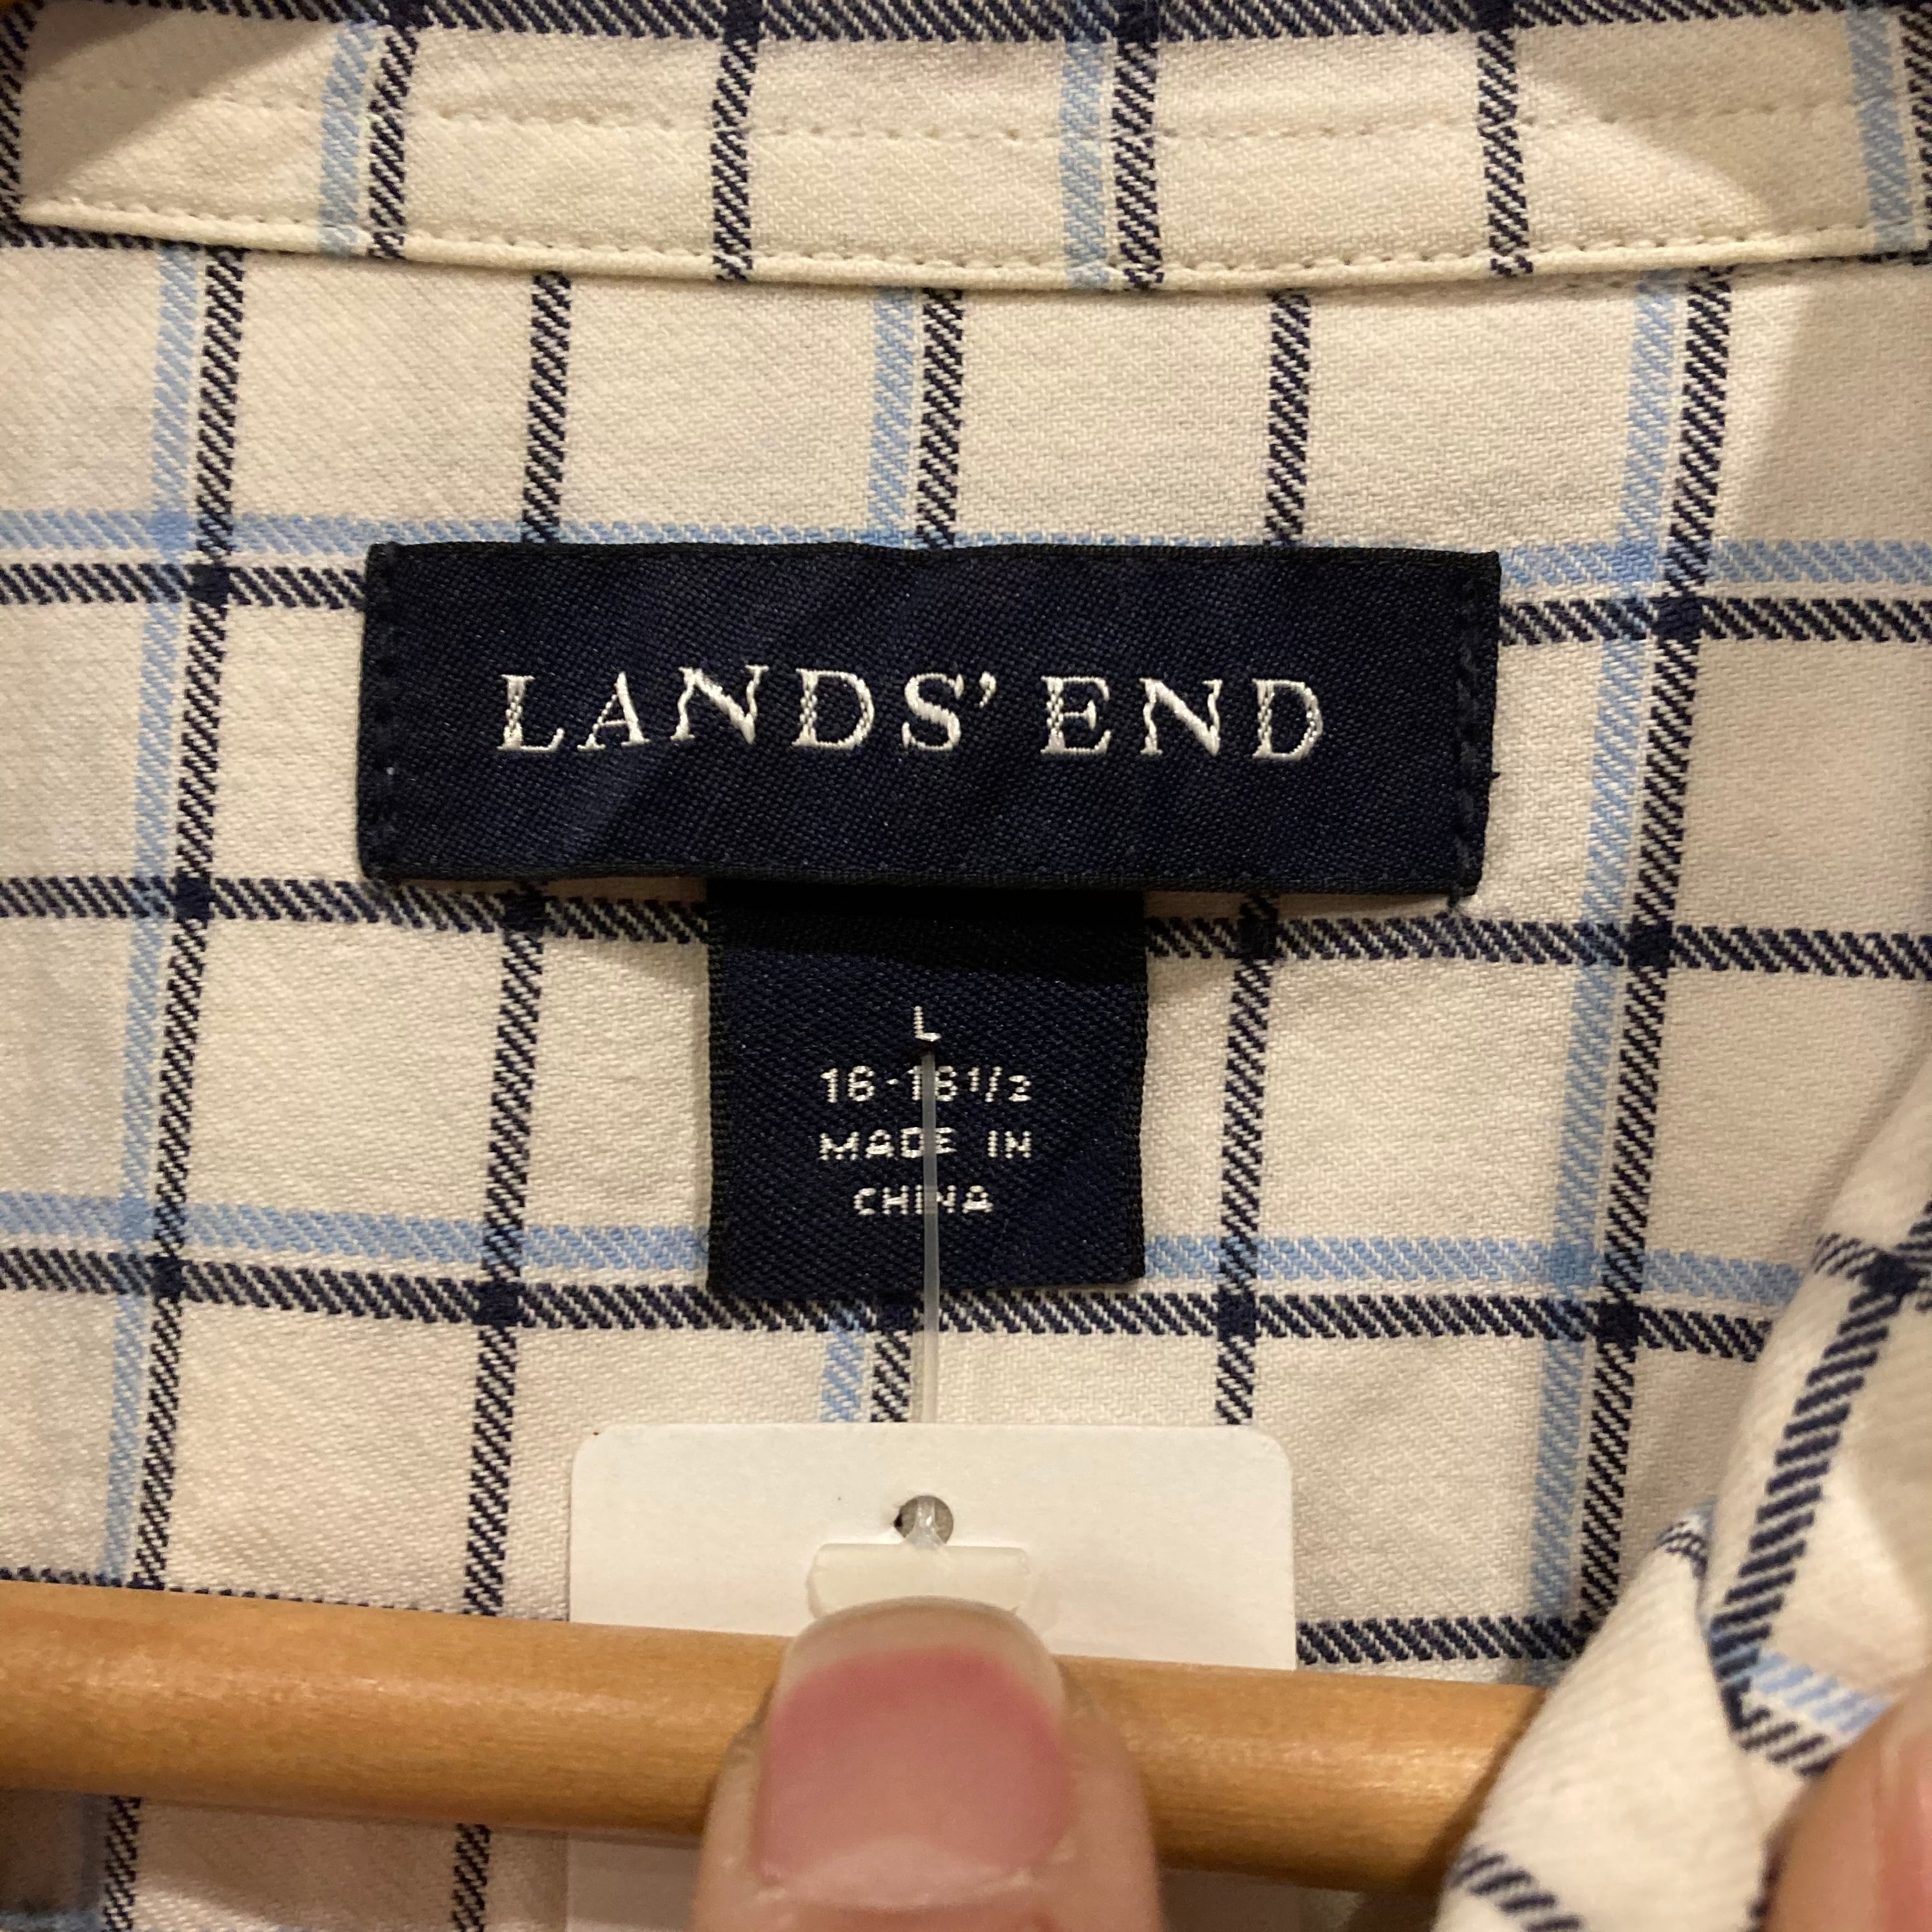 LANDS' END
L
16-16 1/2
MADE IN
CHINA